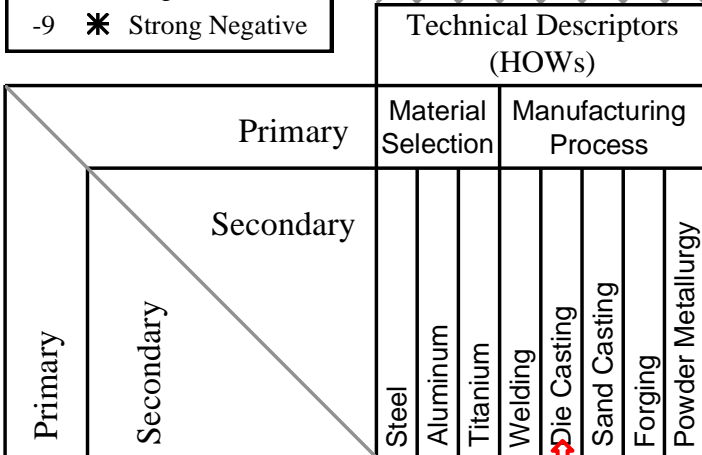 -9 ✱ Strong Negative
Technical Descriptors
(HOWs)
Primary
Material
Selection
Manufacturing
Process
Secondary
Primary
Secondary
Steel
Aluminum
Titanium
Welding
Die Casting
Sand Casting
Forging
Powder Metallurgy